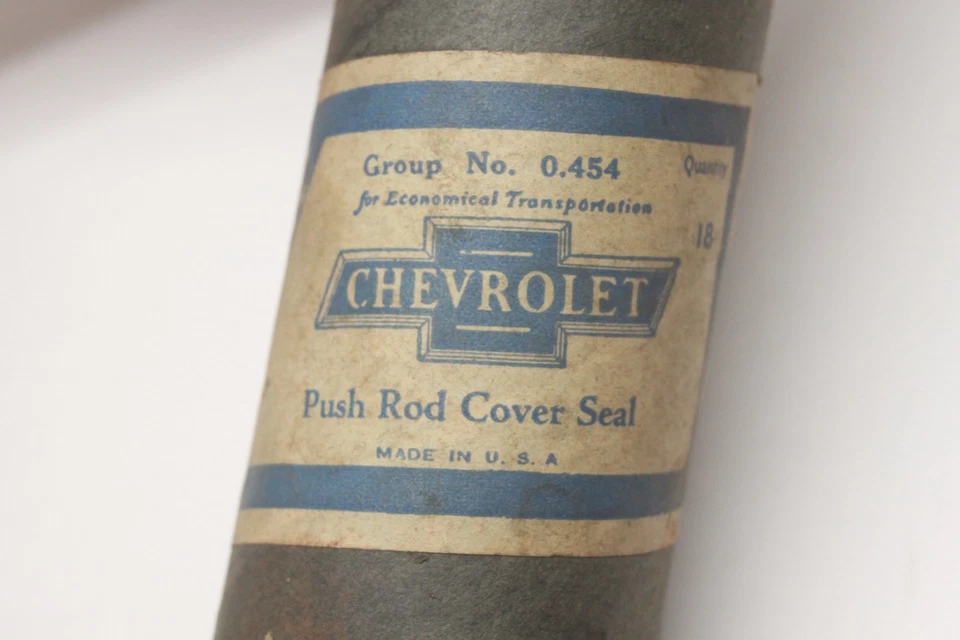 Group No. 0.454
Quantity
for Economical Transportation
18
CHEVROLET
Push Rod Cover Seal
MADE IN U. S. A